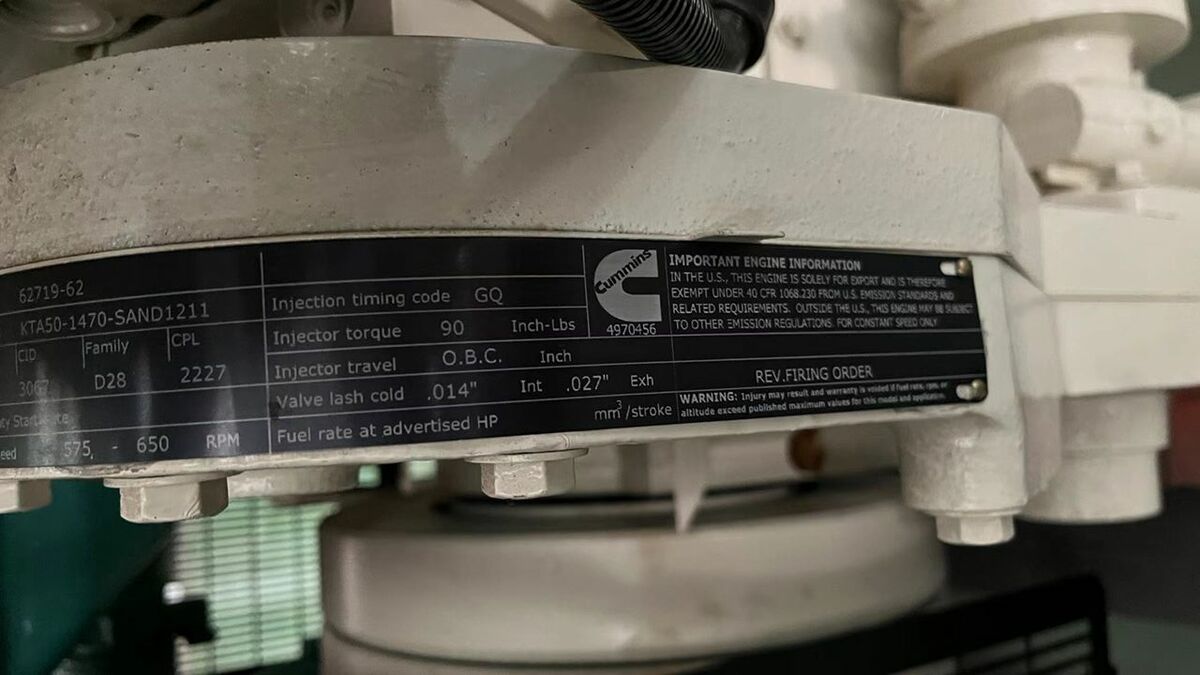 62719-62
KTA50-1470-SAND1211
CID Family CPL
3067 D28 2227
575, - 650 RPM
Injection timing code GQ
Injector torque 90 Inch-Lbs
Injector travel O.B.C. Inch
Valve lash cold .014" Int .027" Exh
Fuel rate at advertised HP mm³/stroke
Cummins
4970456
IMPORTANT ENGINE INFORMATION
IN THE U.S., THIS ENGINE IS SOLELY FOR EXPORT AND IS THEREFORE
EXEMPT UNDER 40 CFR 1068.230 FROM U.S. EMISSION STANDARDS AND
RELATED REQUIREMENTS. OUTSIDE THE U.S., THIS ENGINE MAY BE SUBJECT
TO OTHER EMISSION REGULATIONS. FOR CONSTANT SPEED ONLY
REV.FIRING ORDER
WARNING: Injury may result and warranty is voided if fuel rate, rpm, or
altitude exceed published maximum values for this model and application.